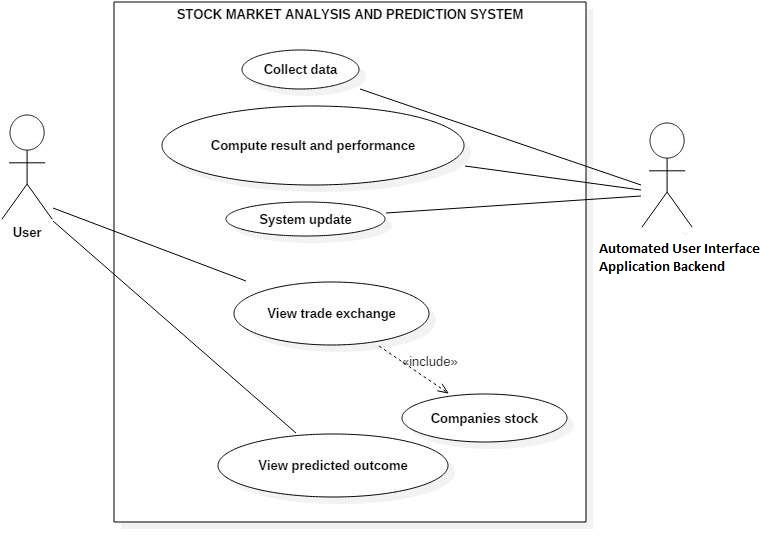 STOCK MARKET ANALYSIS AND PREDICTION SYSTEM
Collect data
Compute result and performance
System update
User
Automated User Interface
Application Backend
View trade exchange
«include»
Companies stock
View predicted outcome